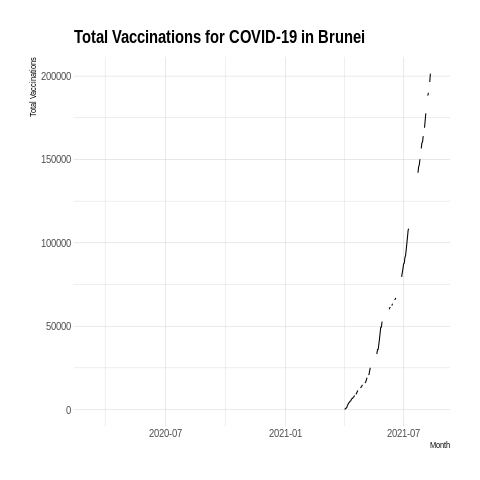 Total Vaccinations for COVID-19 in Brunei
Total Vaccinations
200000
150000
100000
50000
0
2020-07 2021-01 2021-07
Month